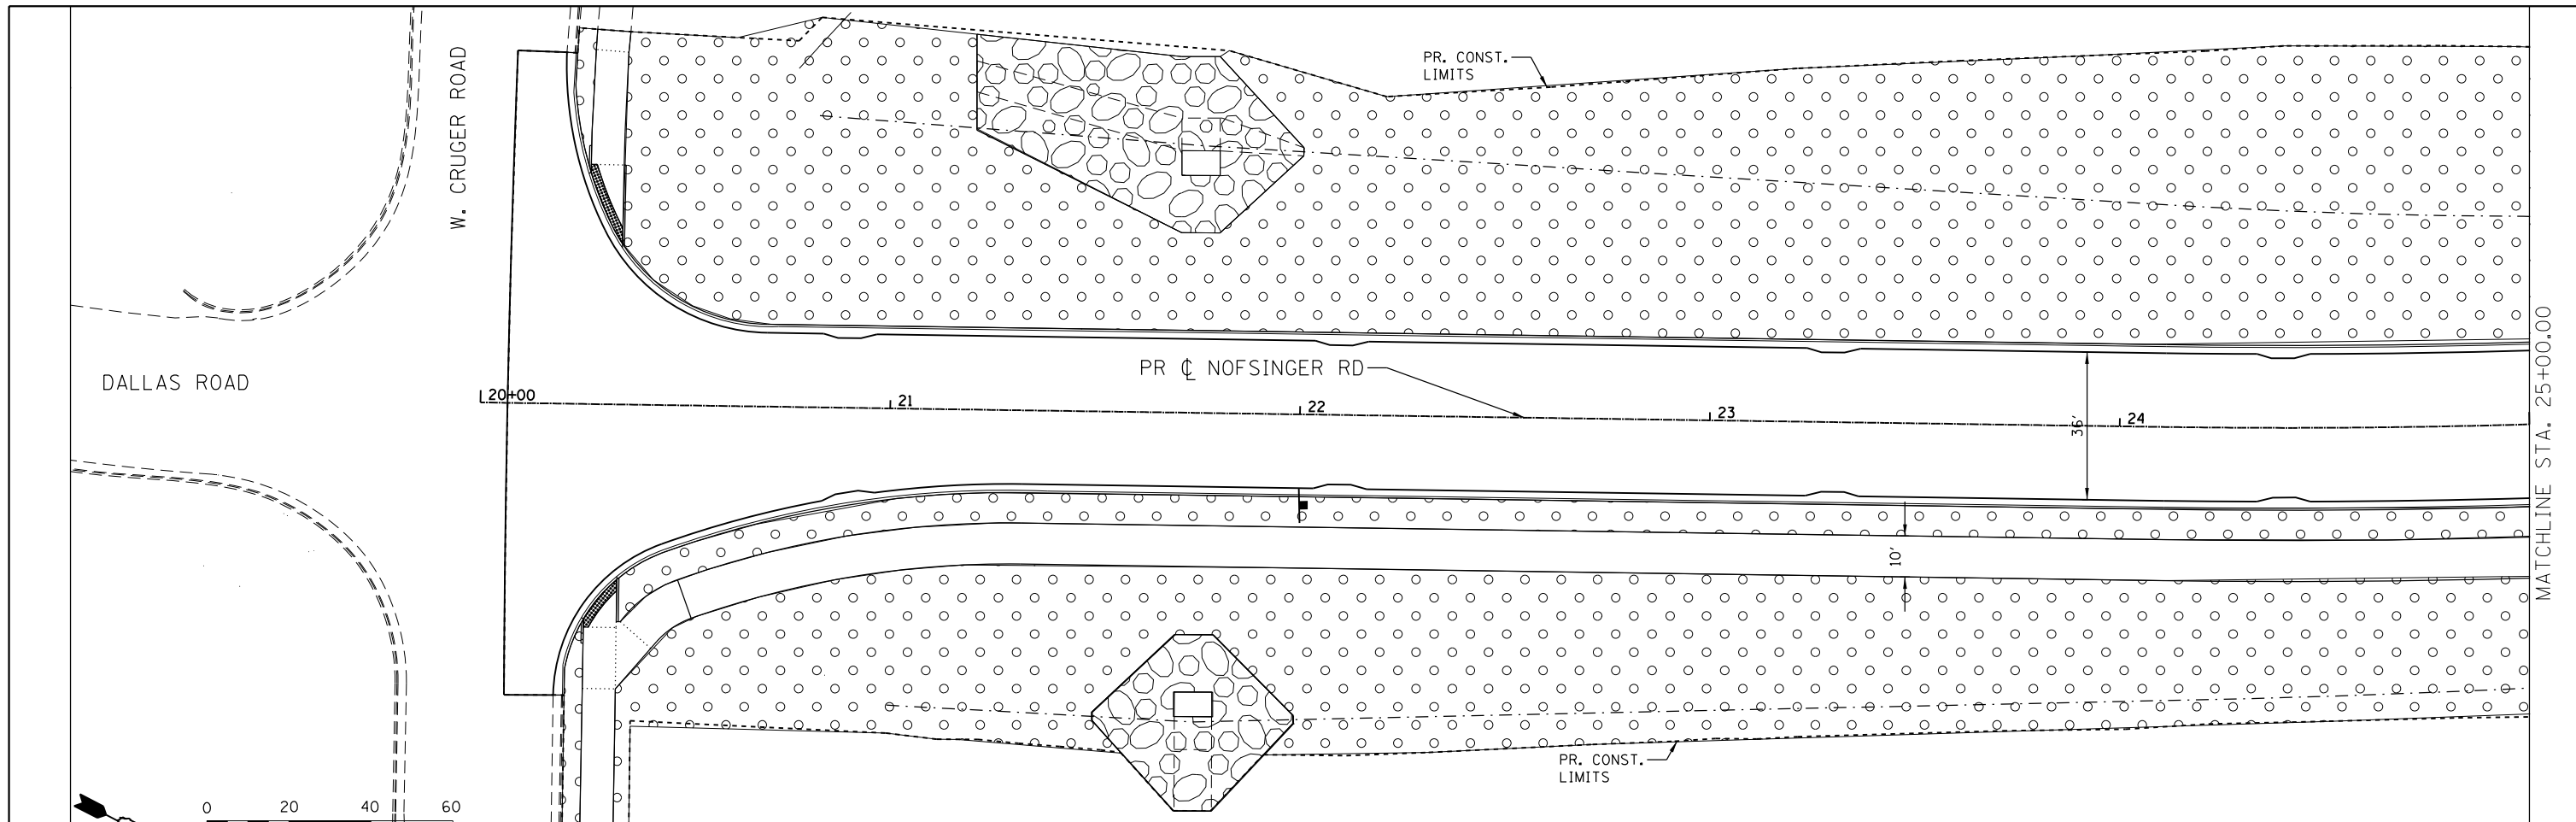 PR. CONST.
LIMITS
W. CRUGER ROAD
DALLAS ROAD
PR ℄ NOFSINGER RD
20+00
21
22
23
24
36'
10'
MATCHLINE STA. 25+00.00
PR. CONST.
LIMITS
0 20 40 60